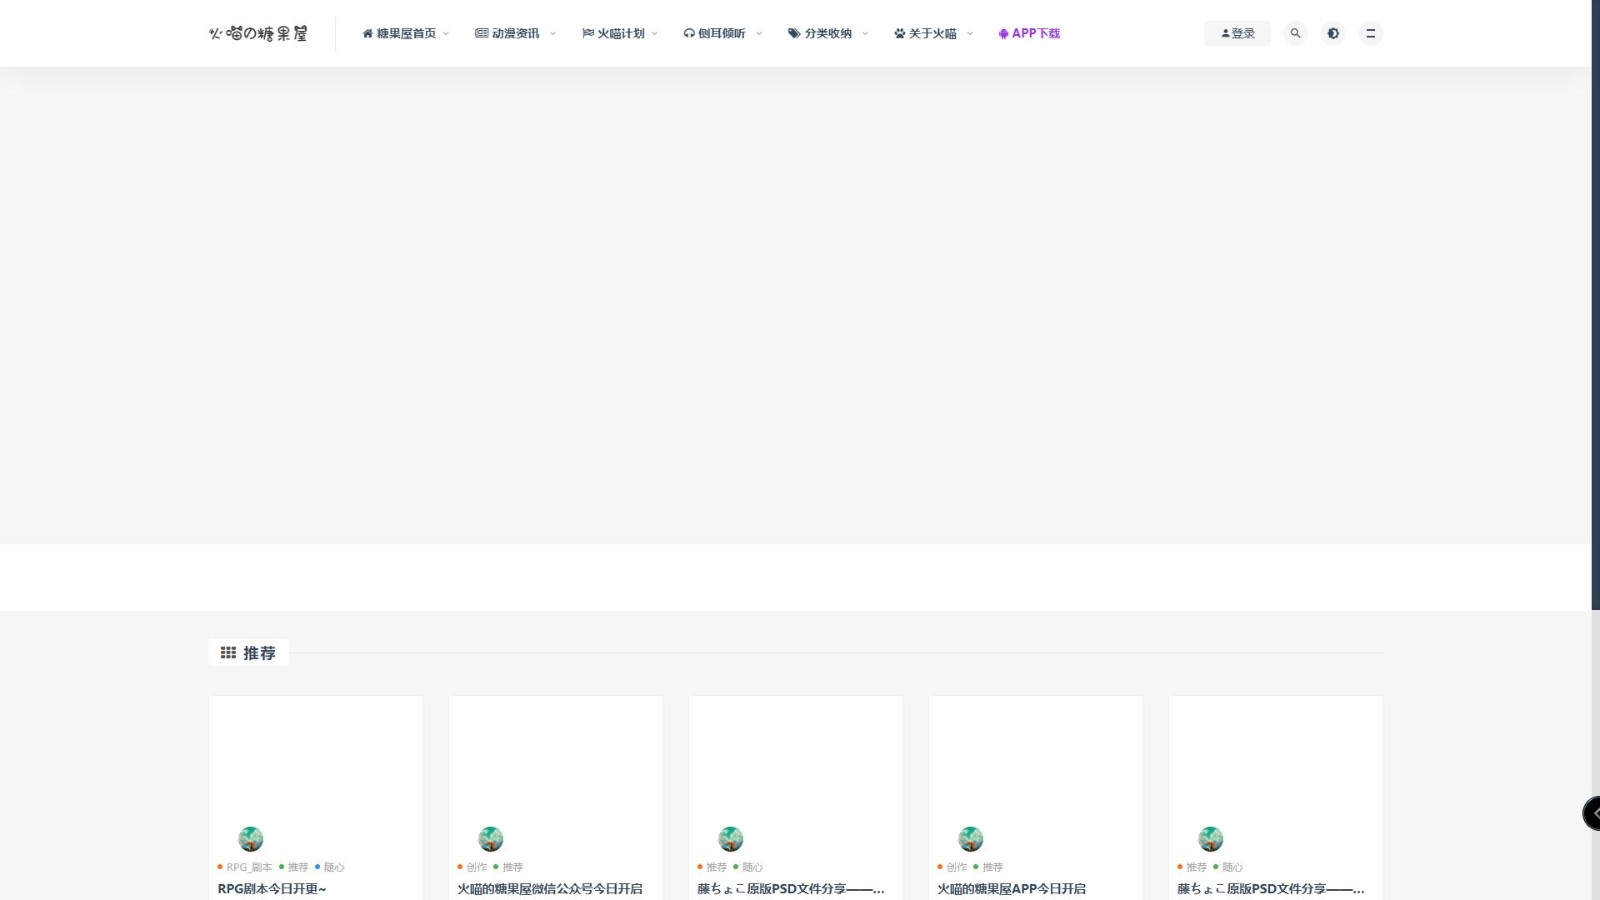 火喵の糖果屋
糖果屋首页
动漫资讯
火喵计划
侧耳倾听
分类收纳
关于火喵
APP下载
登录
推荐
RPG_剧本 推荐 随心
RPG剧本今日开更~
创作 推荐
火喵的糖果屋微信公众号今日开启
推荐 随心
藤ちょこ原版PSD文件分享——...
创作 推荐
火喵的糖果屋APP今日开启
推荐 随心
藤ちょこ原版PSD文件分享——...